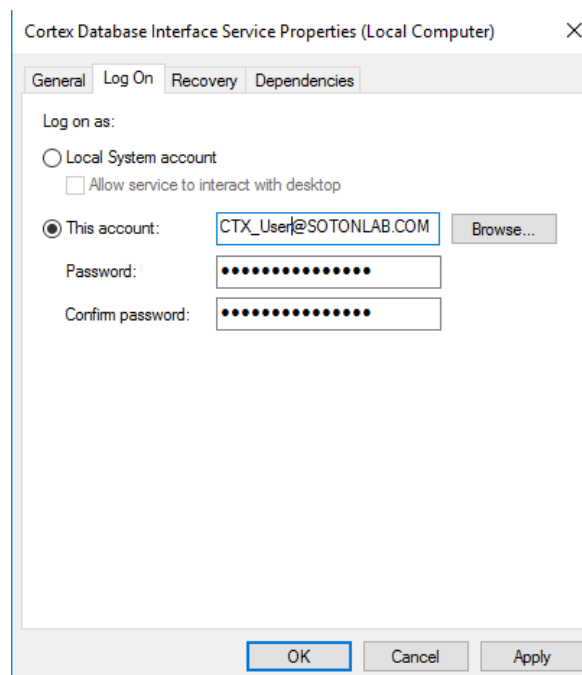 Cortex Database Interface Service Properties (Local Computer)
General Log On Recovery Dependencies
Log on as:
Local System account
Allow service to interact with desktop
This account: CTX_User@SOTONLAB.COM Browse...
Password: •••••••••••••••
Confirm password: •••••••••••••••
OK Cancel Apply